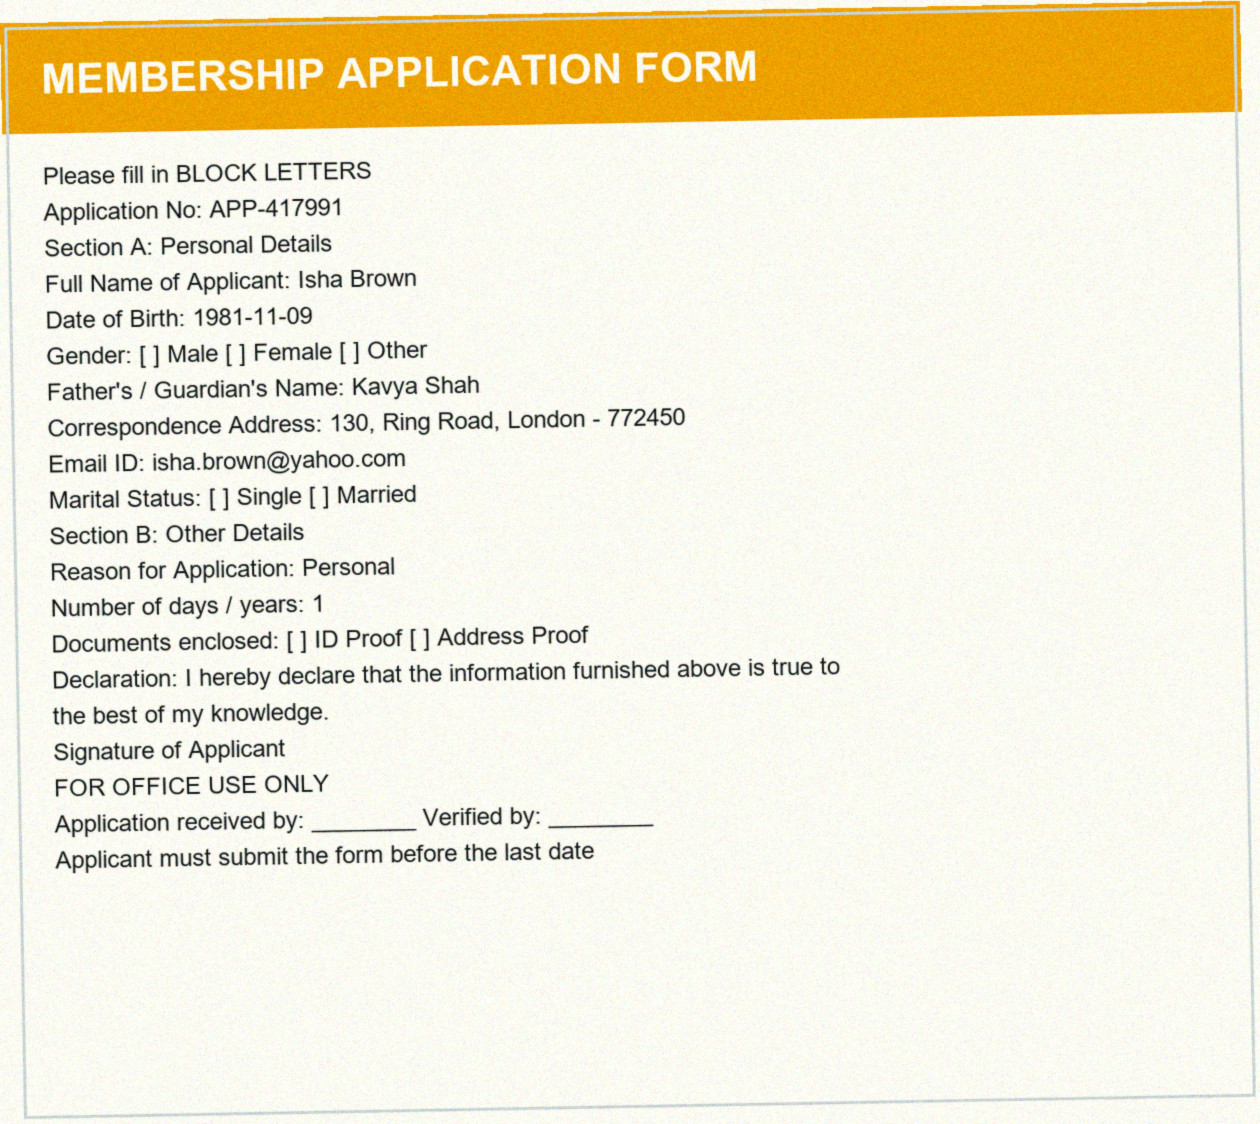 MEMBERSHIP APPLICATION FORM
Please fill in BLOCK LETTERS
Application No: APP-417991
Section A: Personal Details
Full Name of Applicant: Isha Brown
Date of Birth: 1981-11-09
Gender: [ ] Male [ ] Female [ ] Other
Father's / Guardian's Name: Kavya Shah
Correspondence Address: 130, Ring Road, London - 772450
Email ID: isha.brown@yahoo.com
Marital Status: [ ] Single [ ] Married
Section B: Other Details
Reason for Application: Personal
Number of days / years: 1
Documents enclosed: [ ] ID Proof [ ] Address Proof
Declaration: I hereby declare that the information furnished above is true to
the best of my knowledge.
Signature of Applicant
FOR OFFICE USE ONLY
Application received by: ________ Verified by: ________
Applicant must submit the form before the last date